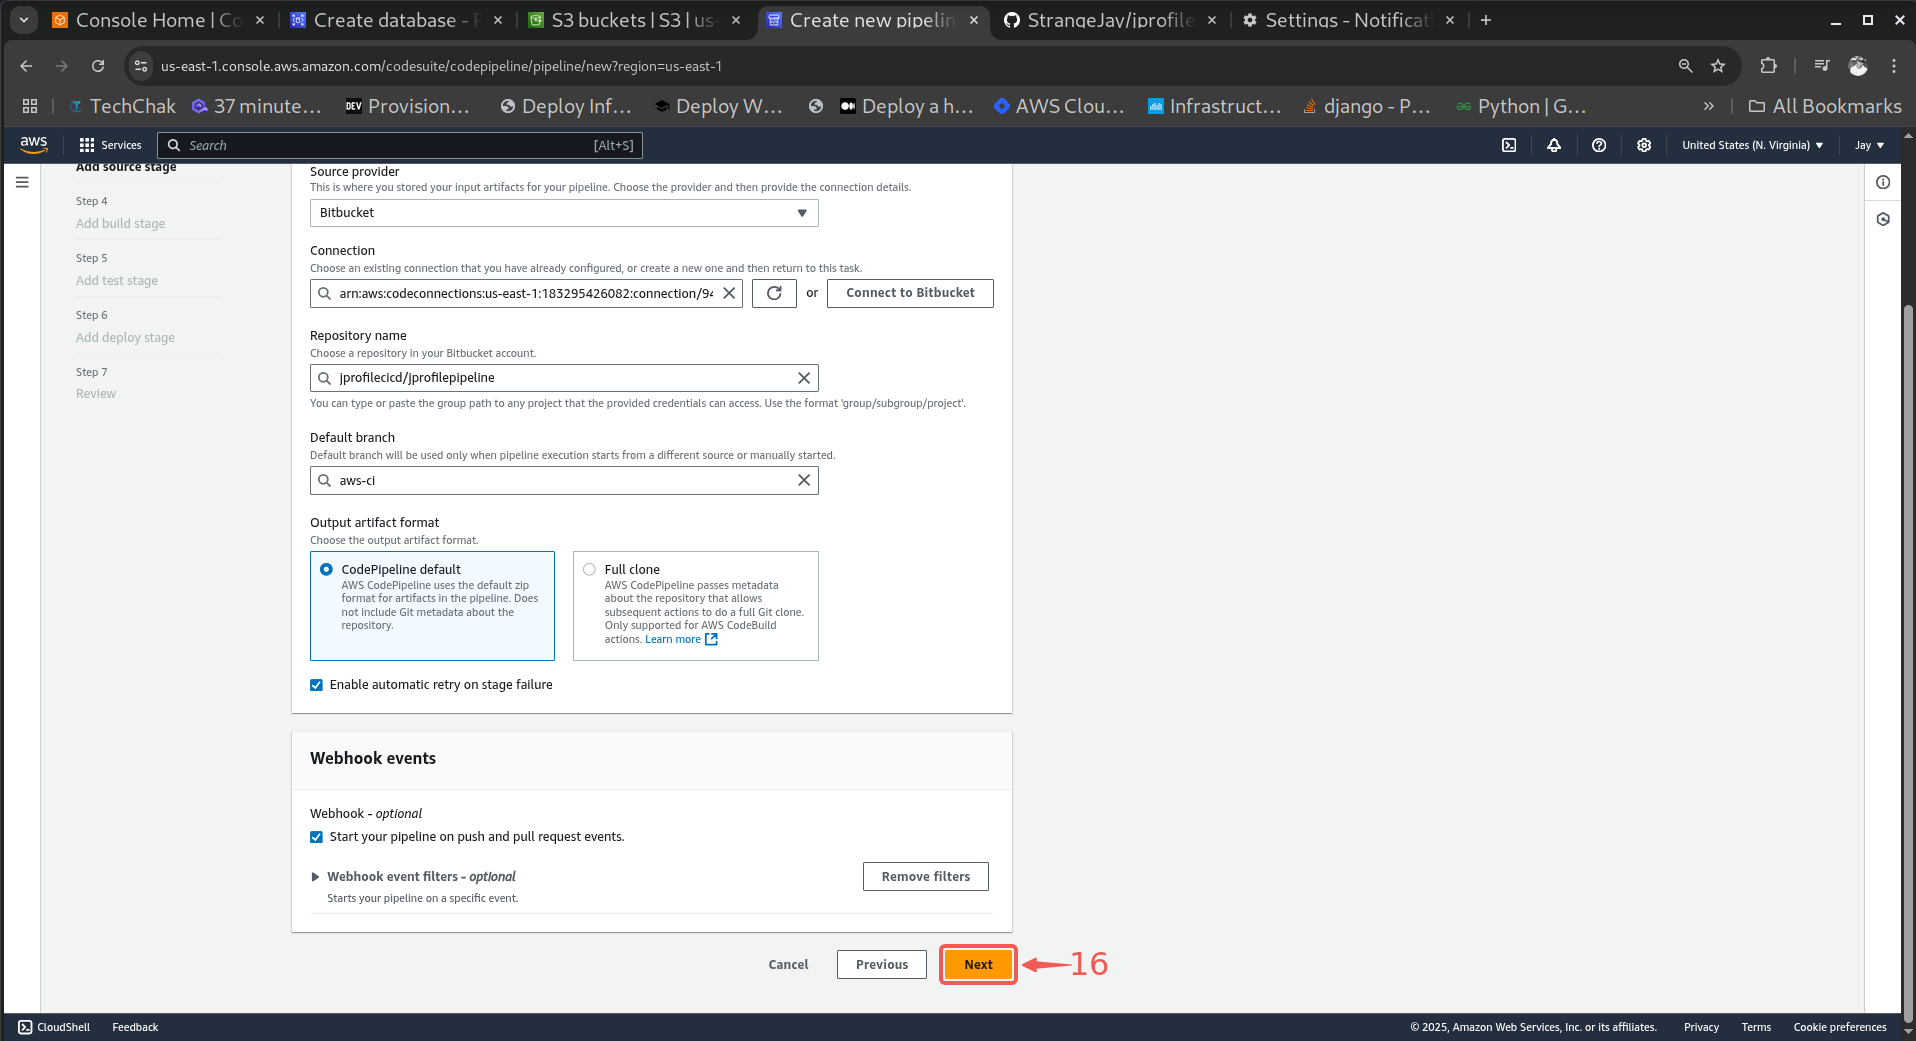 Console Home | Co
Create database - R
S3 buckets | S3 | us-
Create new pipelin
StrangeJay/jprofile
Settings - Notificat
us-east-1.console.aws.amazon.com/codesuite/codepipeline/pipeline/new?region=us-east-1
TechChak
37 minute...
Provision...
Deploy Inf...
Deploy W...
Deploy a h...
AWS Clou...
Infrastruct...
django - P...
Python | G...
»
All Bookmarks
aws
Services
Search
[Alt+S]
United States (N. Virginia)
Jay
Add source stage
Step 4
Add build stage
Step 5
Add test stage
Step 6
Add deploy stage
Step 7
Review
Source provider
This is where you stored your input artifacts for your pipeline. Choose the provider and then provide the connection details.
Bitbucket
Connection
Choose an existing connection that you have already configured, or create a new one and then return to this task.
arn:aws:codeconnections:us-east-1:183295426082:connection/94
or
Connect to Bitbucket
Repository name
Choose a repository in your Bitbucket account.
jprofilecicd/jprofilepipeline
You can type or paste the group path to any project that the provided credentials can access. Use the format 'group/subgroup/project'.
Default branch
Default branch will be used only when pipeline execution starts from a different source or manually started.
aws-ci
Output artifact format
Choose the output artifact format.
CodePipeline default
AWS CodePipeline uses the default zip
format for artifacts in the pipeline. Does
not include Git metadata about the
repository.
Full clone
AWS CodePipeline passes metadata
about the repository that allows
subsequent actions to do a full Git clone.
Only supported for AWS CodeBuild
actions. Learn more
Enable automatic retry on stage failure
Webhook events
Webhook - optional
Start your pipeline on push and pull request events.
Webhook event filters - optional
Starts your pipeline on a specific event.
Remove filters
Cancel
Previous
Next
16
CloudShell
Feedback
© 2025, Amazon Web Services, Inc. or its affiliates.
Privacy
Terms
Cookie preferences